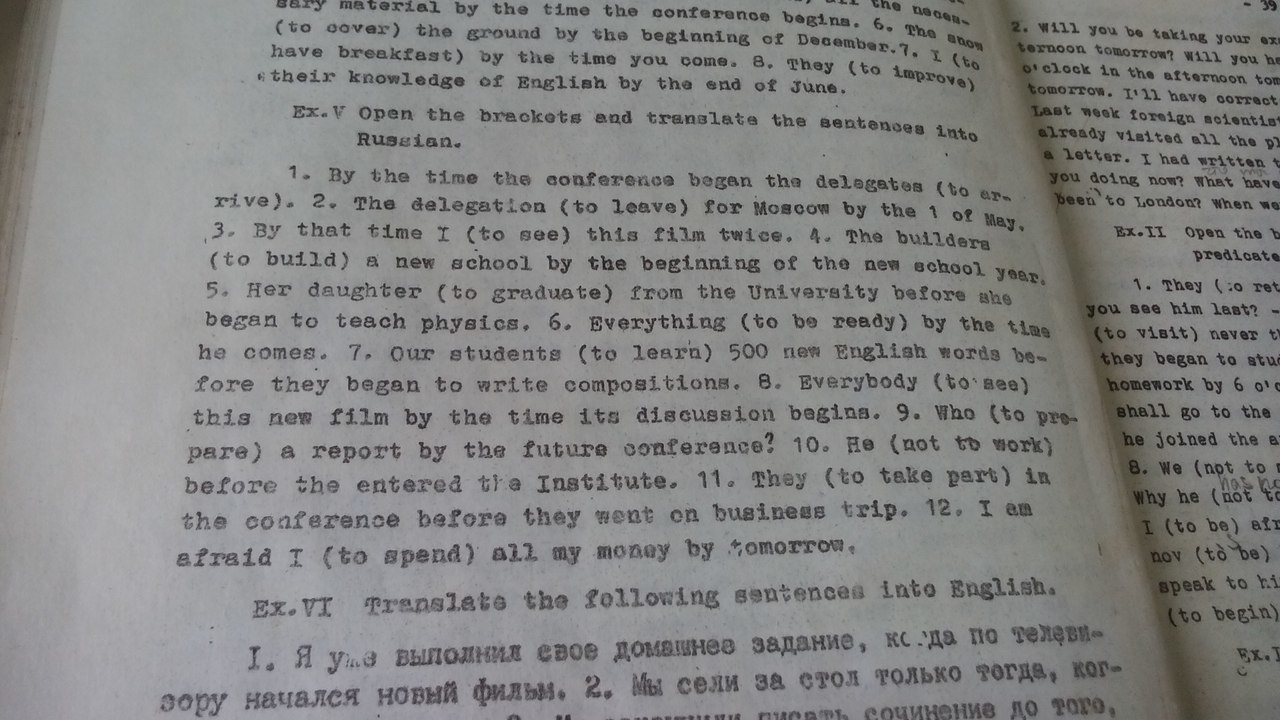 sary material by the time the conference begins. 6. The snow
(to cover) the ground by the beginning of December.7. I (to
have breakfast) by the time you come. 8. They (to improve)
their knowledge of English by the end of June.
Ex.V Open the brackets and translate the sentences into
Russian.
1. By the time the conference began the delegates (to ar-
rive). 2. The delegation (to leave) for Moscow by the 1 of May.
3. By that time I (to see) this film twice. 4. The builders
(to build) a new school by the beginning of the new school year.
5. Her daughter (to graduate) from the University before she
began to teach physics. 6. Everything (to be ready) by the time
he comes. 7. Our students (to learn) 500 new English words be-
fore they began to write compositions. 8. Everybody (to see)
this new film by the time its discussion begins. 9. Who (to pre-
pare) a report by the future conference? 10. He (not to work)
before the entered the Institute. 11. They (to take part) in
the conference before they went on business trip. 12. I am
afraid I (to spend) all my money by tomorrow.
Ex.VI Translate the following sentences into English.
I. Я уже выполнил свое домашнее задание, когда по телеви-
зору начался новый фильм. 2. Мы сели за стол только тогда, ког-
писать сочинение до того,
- 39
2. Will you be taking your
ternoon tomorrow? Will you
o'clock in the afternoon
tomorrow. I'll have
Last week foreign
already visited all the
a letter. I had written
you doing now? What have
been to London? When
Ex.II Open the
predicate
1. They (to
you see him last? -
(to visit) never
they began to
homework by 6
shall go to the
he joined the
8. We (not to
Why he (not to
I (to be)
nov (to be)
speak to
(to begin)